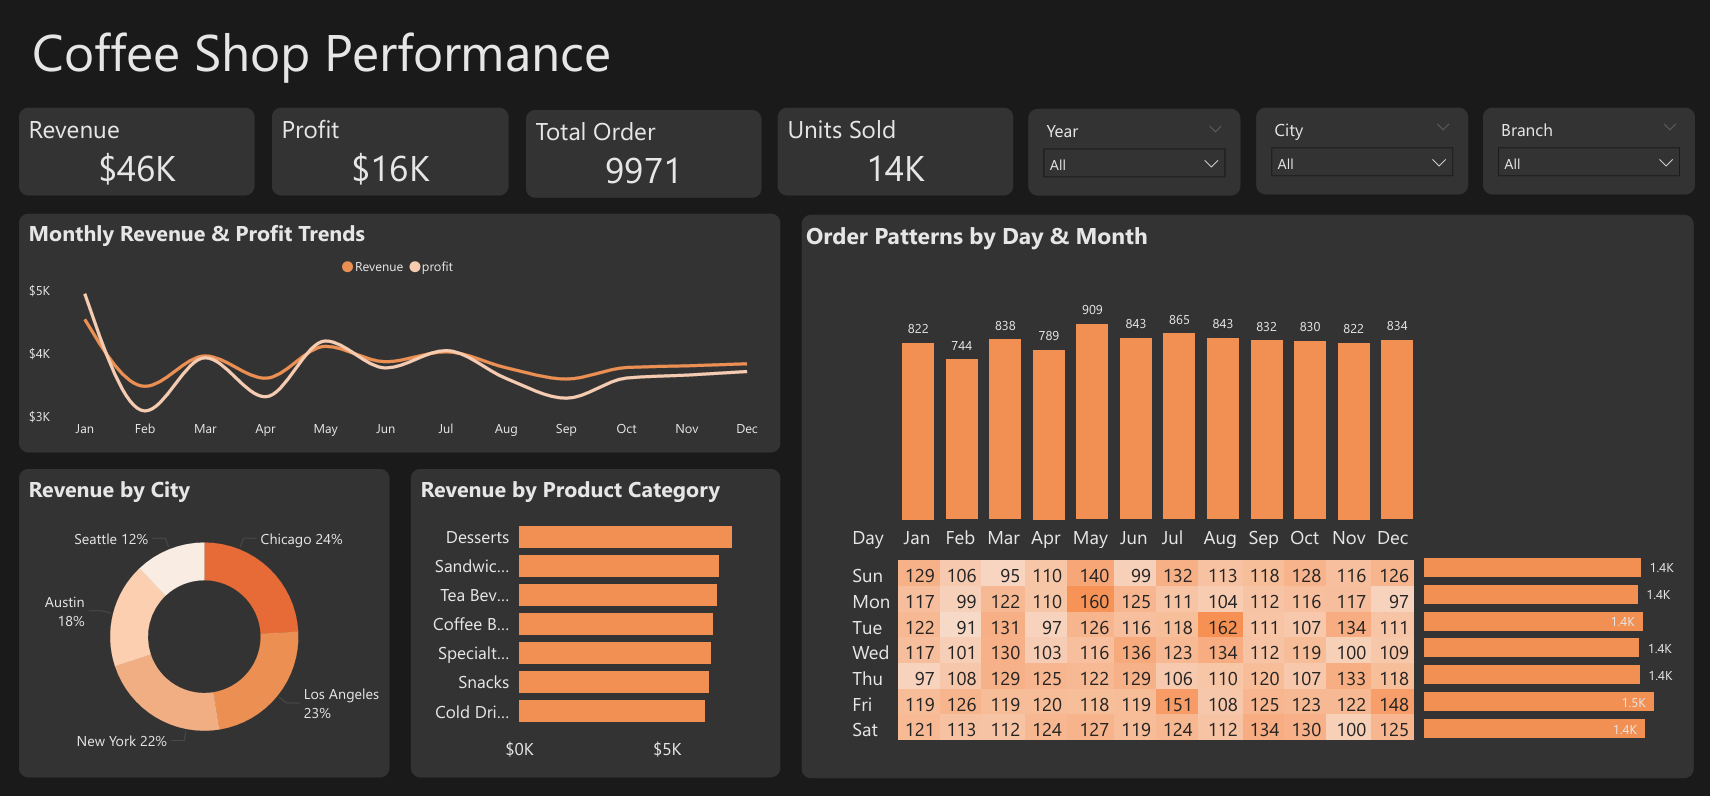 Coffee Shop Performance
Revenue
$46K
Profit
$16K
Total Order
9971
Units Sold
14K
Year
All
City
All
Branch
All
Monthly Revenue & Profit Trends
Revenue profit
$5K
$4K
$3K
Jan Feb Mar Apr May Jun Jul Aug Sep Oct Nov Dec
Revenue by City
Seattle 12%
Chicago 24%
Austin
18%
Los Angeles
23%
New York 22%
Revenue by Product Category
Desserts
Sandwic...
Tea Bev...
Coffee B...
Specialt...
Snacks
Cold Dri...
$0K $5K
Order Patterns by Day & Month
822 744 838 789 909 843 865 843 832 830 822 834
Day Jan Feb Mar Apr May Jun Jul Aug Sep Oct Nov Dec
Sun 129 106 95 110 140 99 132 113 118 128 116 126 1.4K
Mon 117 99 122 110 160 125 111 104 112 116 117 97 1.4K
Tue 122 91 131 97 126 116 118 162 111 107 134 111 1.4K
Wed 117 101 130 103 116 136 123 134 112 119 100 109 1.4K
Thu 97 108 129 125 122 129 106 110 120 107 133 118 1.4K
Fri 119 126 119 120 118 119 151 108 125 123 122 148 1.5K
Sat 121 113 112 124 127 119 124 112 134 130 100 125 1.4K